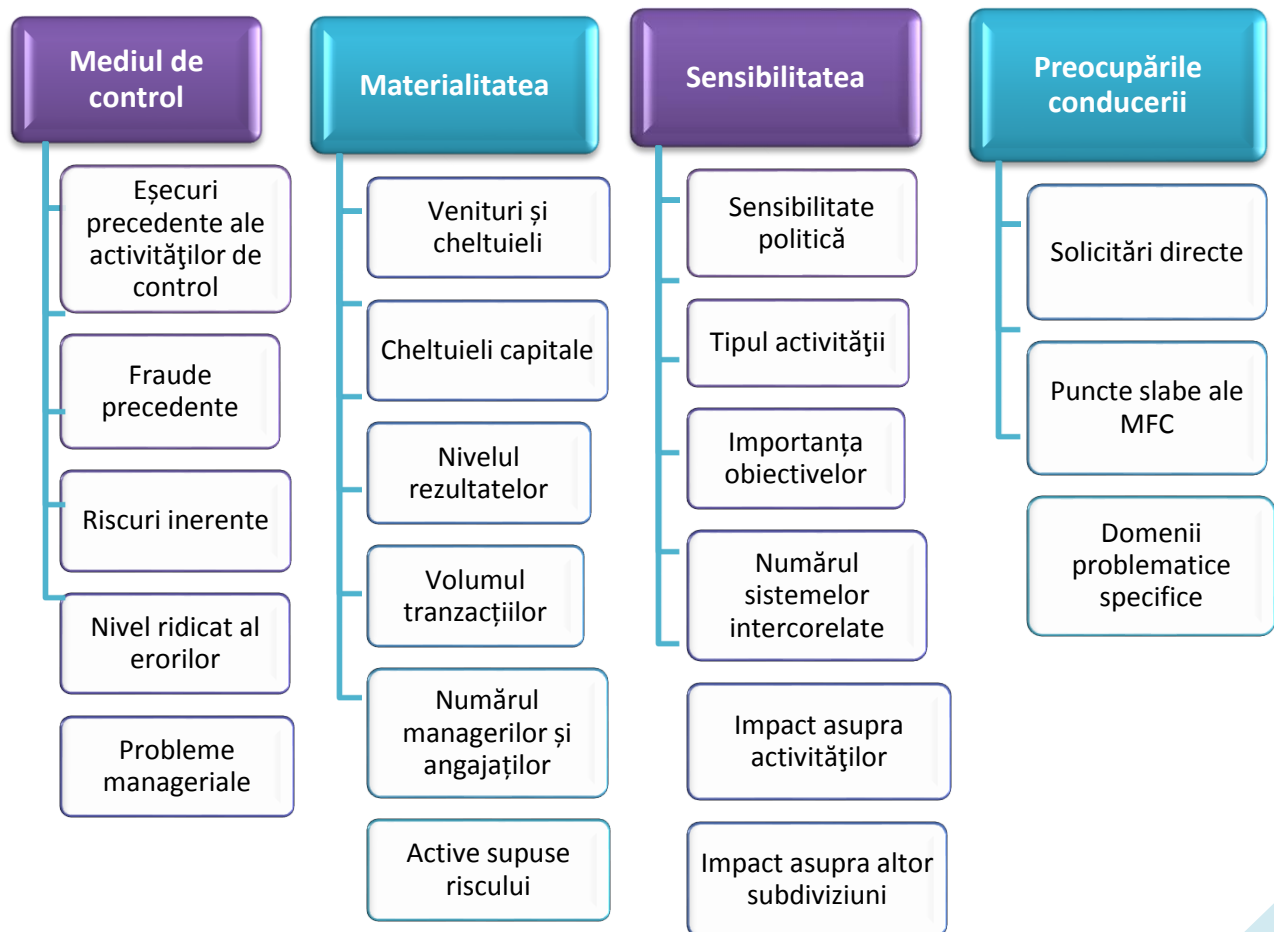 Mediul de
control
Eșecuri
precedente ale
activităţilor de
control
Fraude
precedente
Riscuri inerente
Nivel ridicat al
erorilor
Probleme
manageriale
Materialitatea
Venituri și
cheltuieli
Cheltuieli capitale
Nivelul
rezultatelor
Volumul
tranzacțiilor
Numărul
managerilor și
angajaților
Active supuse
riscului
Sensibilitatea
Sensibilitate
politică
Tipul activităţii
Importanța
obiectivelor
Numărul
sistemelor
intercorelate
Impact asupra
activităţilor
Impact asupra altor
subdiviziuni
Preocupările
conducerii
Solicitări directe
Puncte slabe ale
MFC
Domenii
problematice
specifice